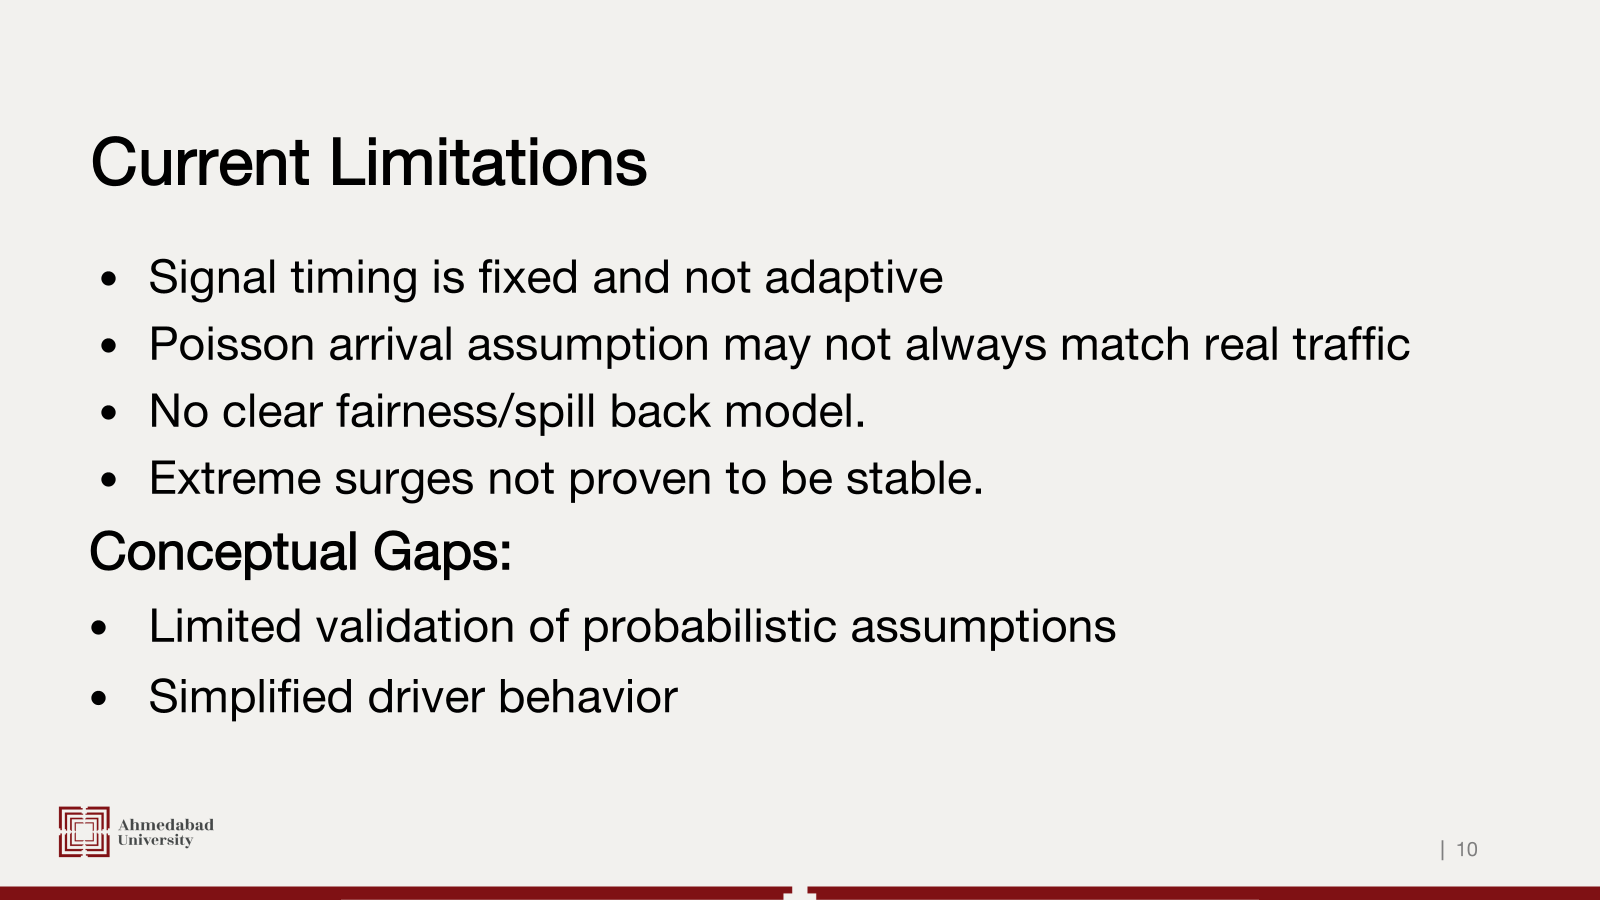 Current Limitations
• Signal timing is fixed and not adaptive
• Poisson arrival assumption may not always match real traffic
• No clear fairness/spill back model.
• Extreme surges not proven to be stable.
Conceptual Gaps:
• Limited validation of probabilistic assumptions
• Simplified driver behavior
Ahmedabad
University
| 10